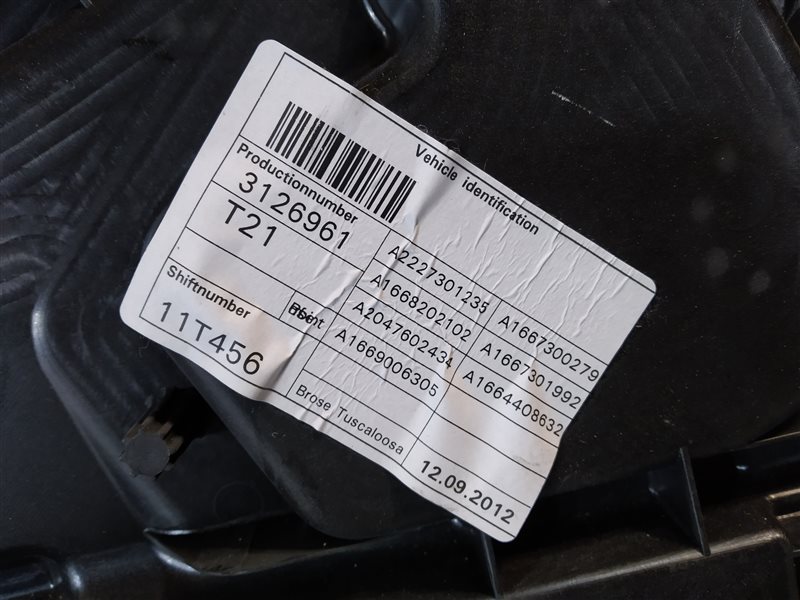 Vehicle identification
Productionnumber
3126961
T21
A2227301235 A1667300279
A1668202102 A1667301992
A2047602434 A1664408632
A1669006305
Shiftnumber
11T456
Brose Tuscaloosa 12.09.2012